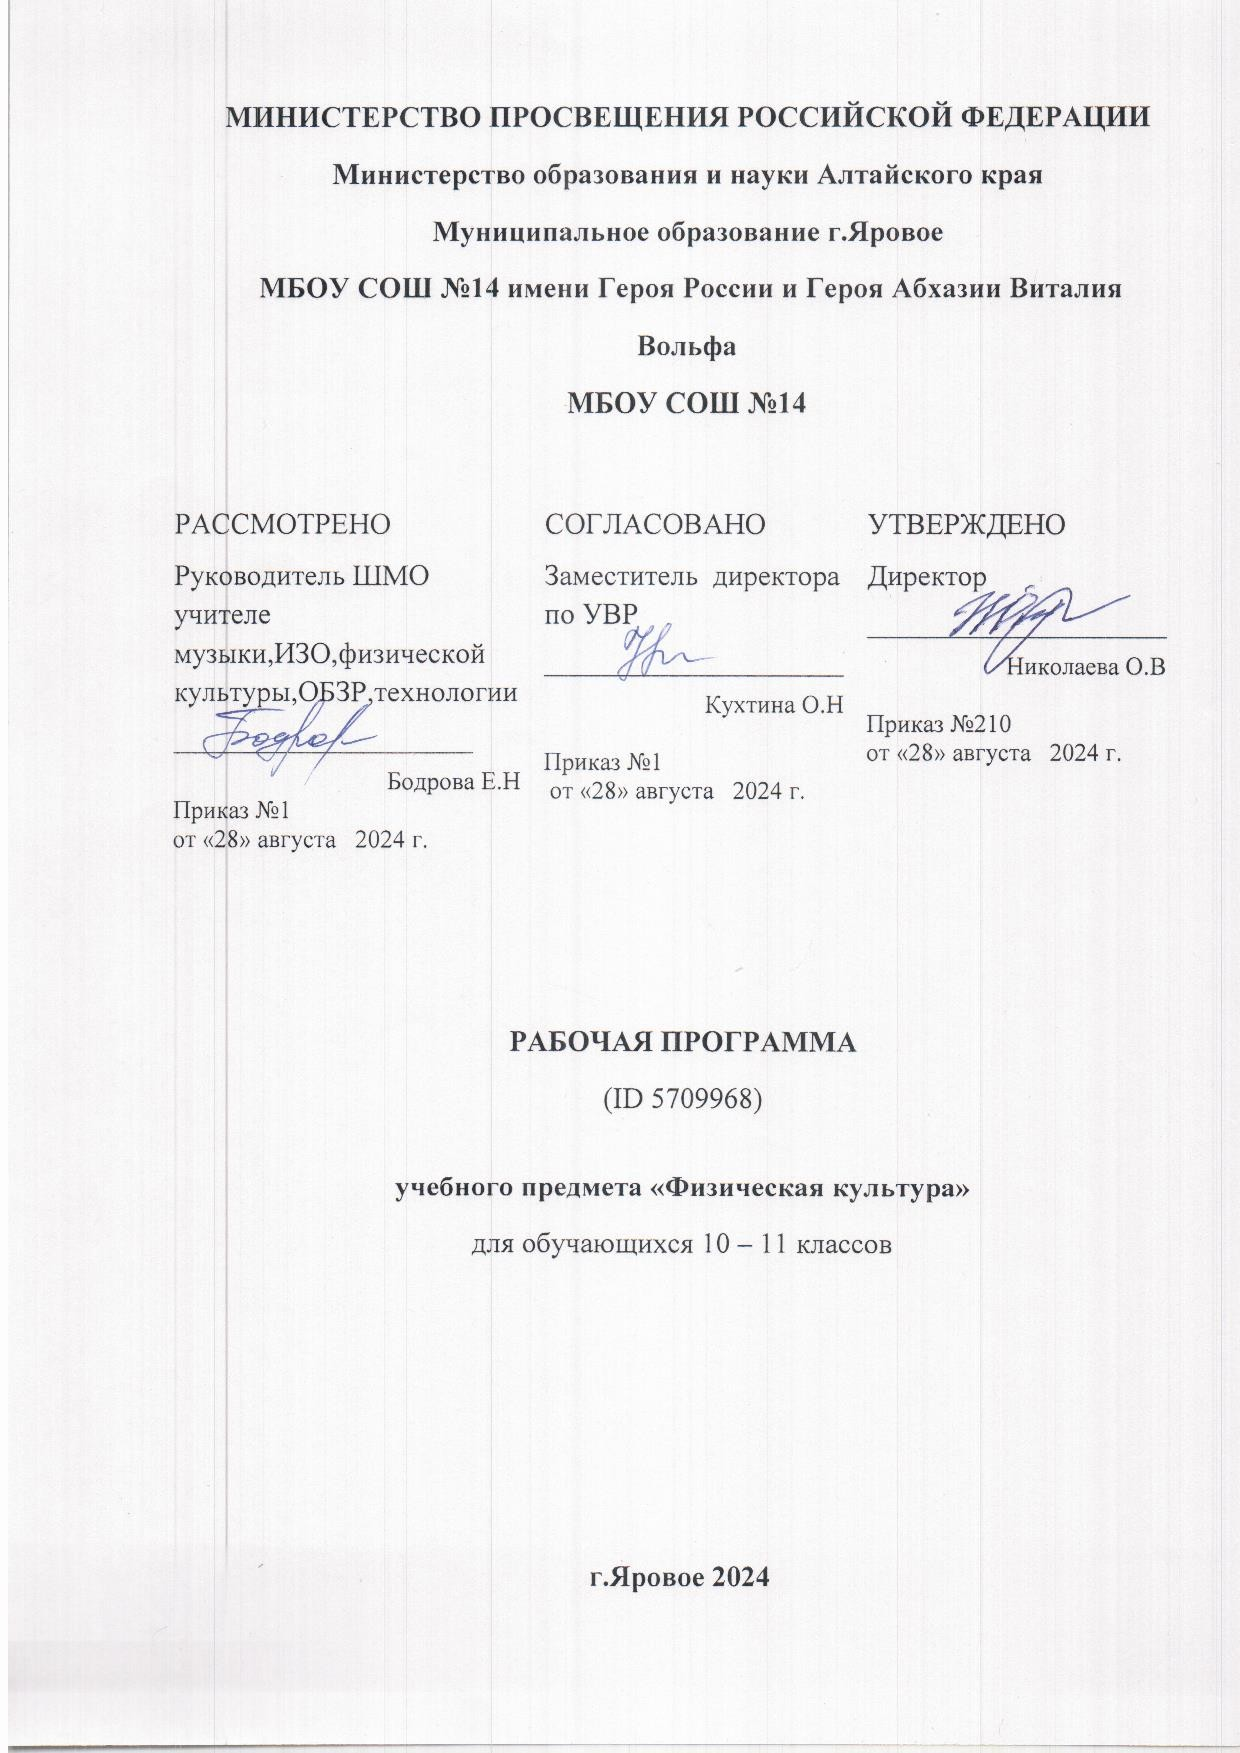 МИНИСТЕРСТВО ПРОСВЕЩЕНИЯ РОССИЙСКОЙ ФЕДЕРАЦИИ
Министерство образования и науки Алтайского края
Муниципальное образование г.Яровое
МБОУ СОШ №14 имени Героя России и Героя Абхазии Виталия
Вольфа
МБОУ СОШ №14
РАССМОТРЕНО
Руководитель ШМО
учителе
музыки,ИЗО,физической
культуры,ОБЗР,технологии
Бодрова Е.Н
Приказ №1
от «28» августа 2024 г.
СОГЛАСОВАНО
Заместитель директора
по УВР
Кухтина О.Н
Приказ №1
от «28» августа 2024 г.
УТВЕРЖДЕНО
Директор
Николаева О.В
Приказ №210
от «28» августа 2024 г.
РАБОЧАЯ ПРОГРАММА
(ID 5709968)
учебного предмета «Физическая культура»
для обучающихся 10 – 11 классов
г.Яровое 2024